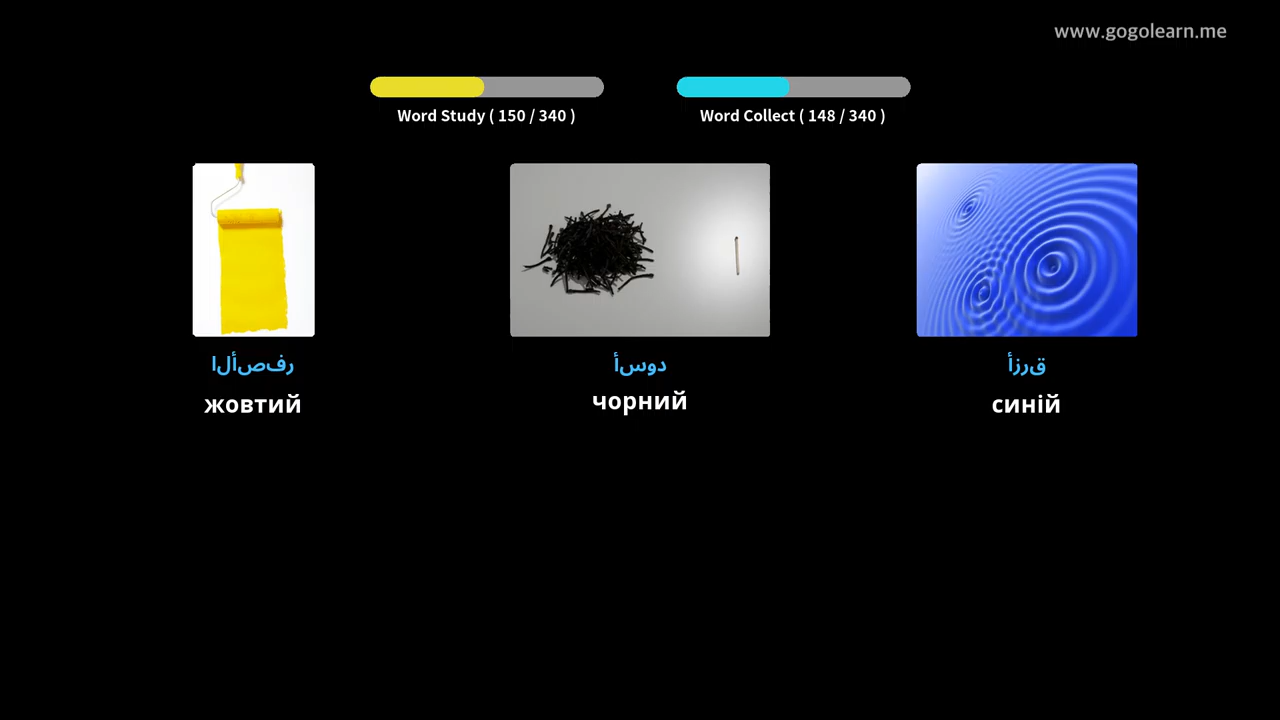 www.gogolearn.me
Word Study ( 150 / 340 )
Word Collect ( 148 / 340 )
رفصألا
دوسأ
قرزأ
жовтий
чорний
синій